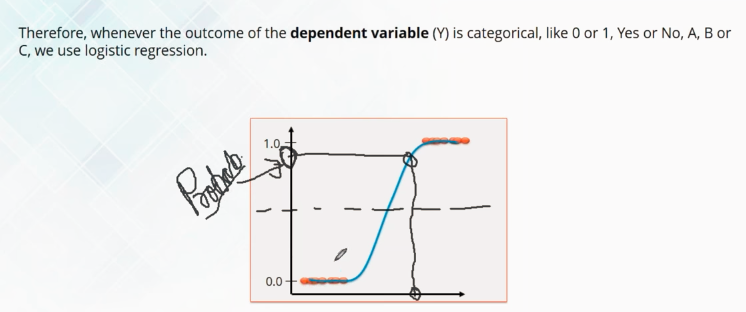 Therefore, whenever the outcome of the dependent variable (Y) is categorical, like 0 or 1, Yes or No, A, B or
C, we use logistic regression.
1.0
0.0